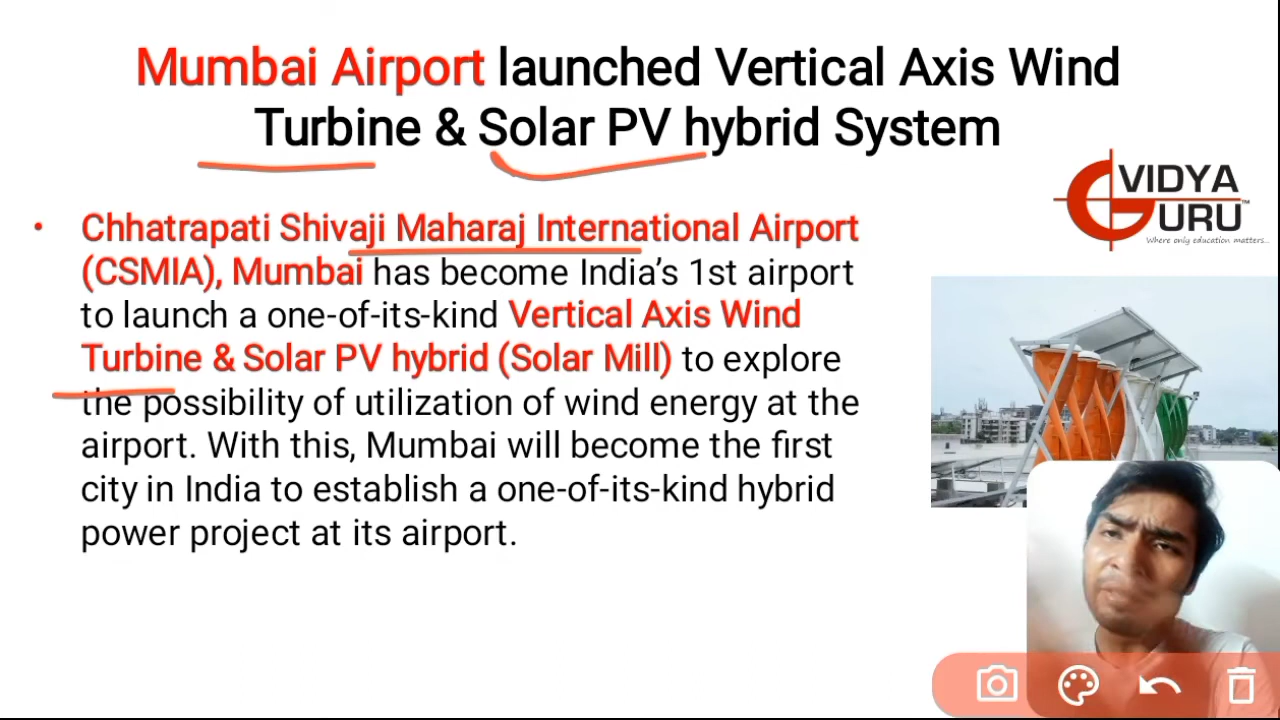 Mumbai Airport launched Vertical Axis Wind
Turbine & Solar PV hybrid System
VIDYA
GURU™
Where only education matters...
• Chhatrapati Shivaji Maharaj International Airport
(CSMIA), Mumbai has become India’s 1st airport
to launch a one-of-its-kind Vertical Axis Wind
Turbine & Solar PV hybrid (Solar Mill) to explore
the possibility of utilization of wind energy at the
airport. With this, Mumbai will become the first
city in India to establish a one-of-its-kind hybrid
power project at its airport.